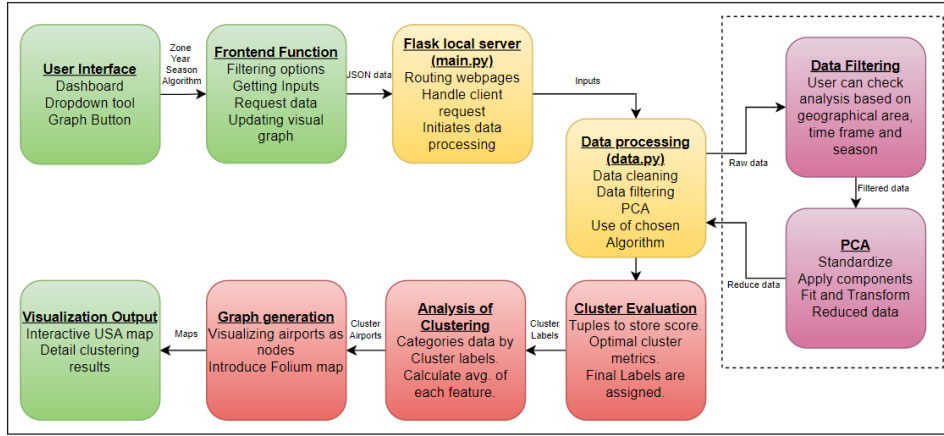 User Interface
Dashboard
Dropdown tool
Graph Button
Zone
Year
Season
Algorithm
Frontend Function
Filtering options
Getting Inputs
Request data
Updating visual
graph
JSON data
Flask local server
(main.py)
Routing webpages
Handle client
request
Initiates data
processing
Inputs
Data processing
(data.py)
Data cleaning
Data filtering
PCA
Use of chosen
Algorithm
Raw data
Data Filtering
User can check
analysis based on
geographical area,
time frame and
season
Filtered data
PCA
Standardize
Apply components
Fit and Transform
Reduced data
Reduce data
Cluster Evaluation
Tuples to store score.
Optimal cluster
metrics.
Final Labels are
assigned.
Cluster
Labels
Analysis of
Clustering
Categories data by
Cluster labels.
Calculate avg. of
each feature.
Cluster
Airports
Graph generation
Visualizing airports as
nodes
Introduce Folium map
Maps
Visualization Output
Interactive USA map
Detail clustering
results